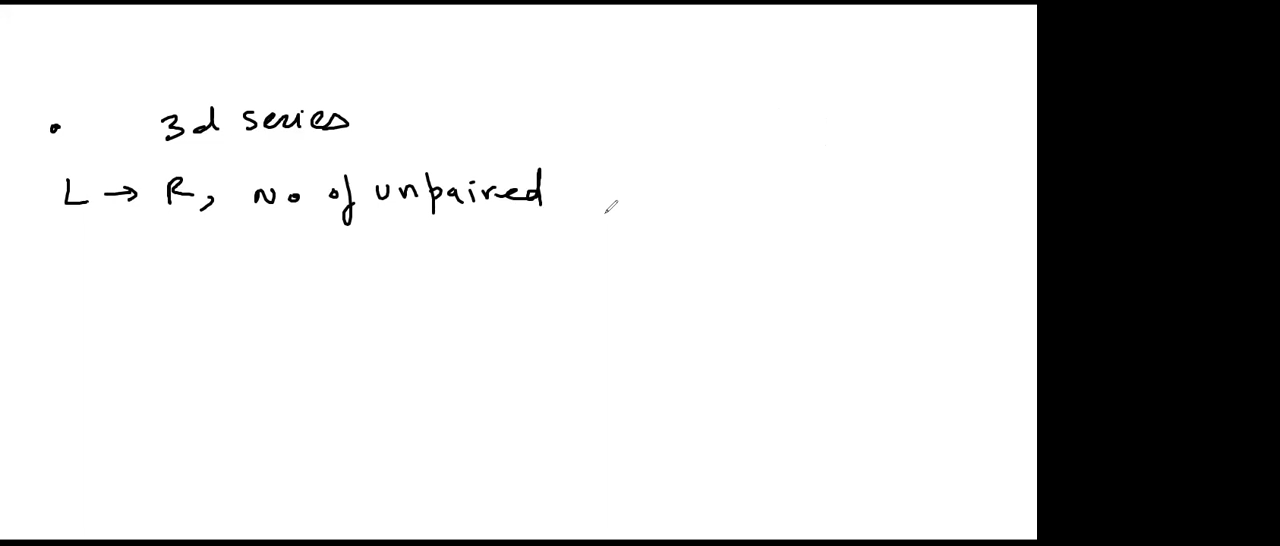 • 3d series
L → R, No of unpaired